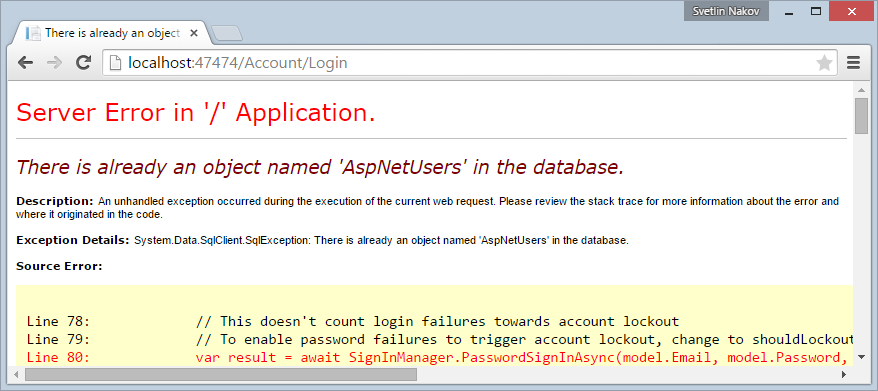 Svetlin Nakov
There is already an object
localhost:47474/Account/Login
Server Error in '/' Application.
There is already an object named 'AspNetUsers' in the database.
Description: An unhandled exception occurred during the execution of the current web request. Please review the stack trace for more information about the error and
where it originated in the code.
Exception Details: System.Data.SqlClient.SqlException: There is already an object named 'AspNetUsers' in the database.
Source Error:
Line 78: // This doesn't count login failures towards account lockout
Line 79: // To enable password failures to trigger account lockout, change to shouldLockout
Line 80: var result = await SignInManager.PasswordSignInAsync(model.Email, model.Password,